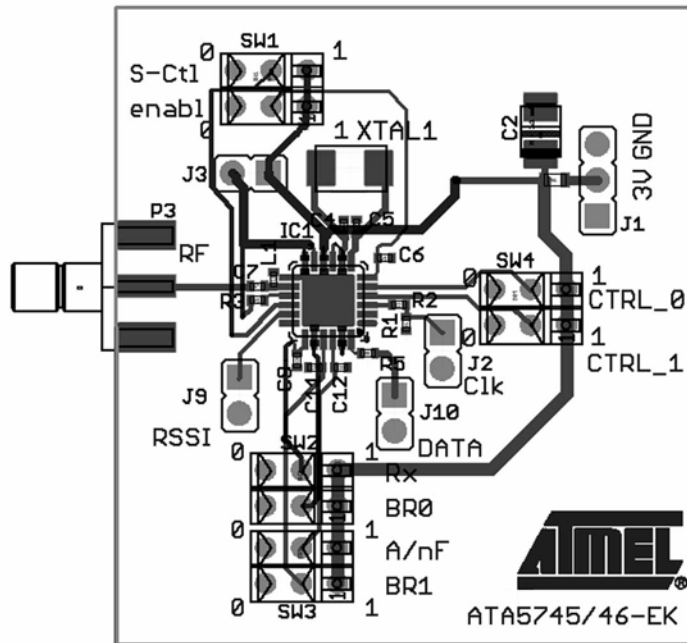 0 SW1 1
S-Ctl
enabl
0
1 XTAL1
C2
3V GND
J3
J1
P3
RF
IC1
C4 C5
L1
C6
C7
R3
SW4
0 1
CTRL_0
R2
R1
0 1
CTRL_1
J2
Clk
R5
J9
RSSI
C9
C14
C12
J10
DATA
SW2
0 1
Rx
BR0
0 1
A/nF
BR1
0 SW3 1
ATMEL®
ATA5745/46-EK